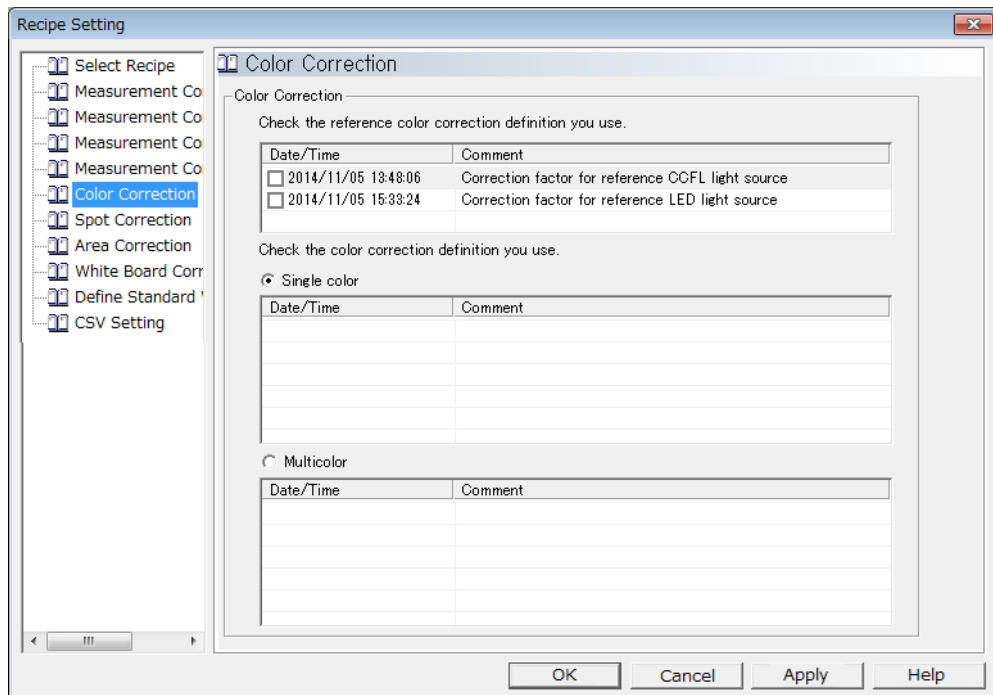 Recipe Setting
Select Recipe
Measurement Co
Measurement Co
Measurement Co
Measurement Co
Color Correction
Spot Correction
Area Correction
White Board Corr
Define Standard
CSV Setting
Color Correction
Color Correction
Check the reference color correction definition you use.
Date/Time Comment
2014/11/05 13:48:06 Correction factor for reference CCFL light source
2014/11/05 15:33:24 Correction factor for reference LED light source
Check the color correction definition you use.
Single color
Date/Time Comment
Multicolor
Date/Time Comment
OK Cancel Apply Help